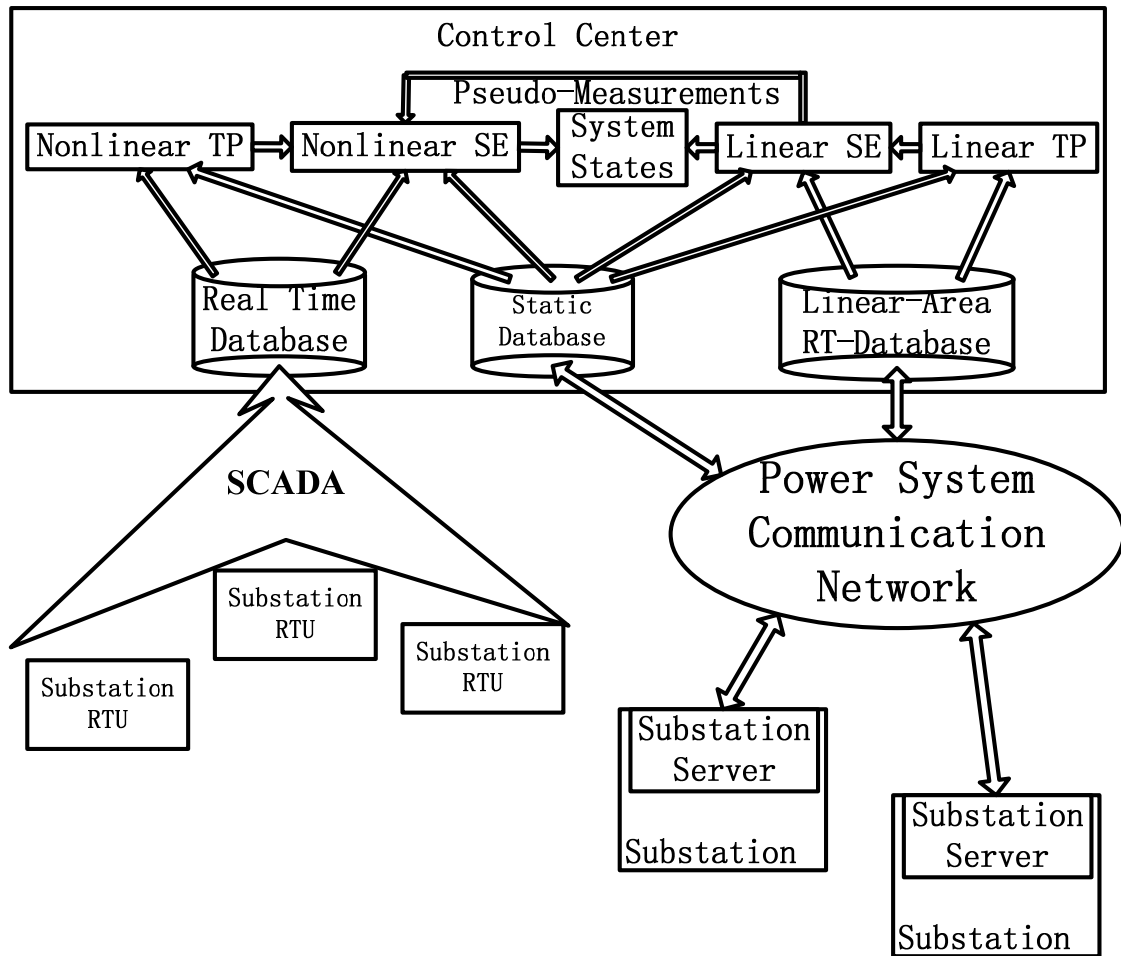 Control Center
Pseudo-Measurements
Nonlinear TP
Nonlinear SE
System
States
Linear SE
Linear TP
Real Time
Database
Static
Database
Linear-Area
RT-Database
SCADA
Power System
Communication
Network
Substation
RTU
Substation
RTU
Substation
RTU
Substation
Server
Substation
Substation
Server
Substation